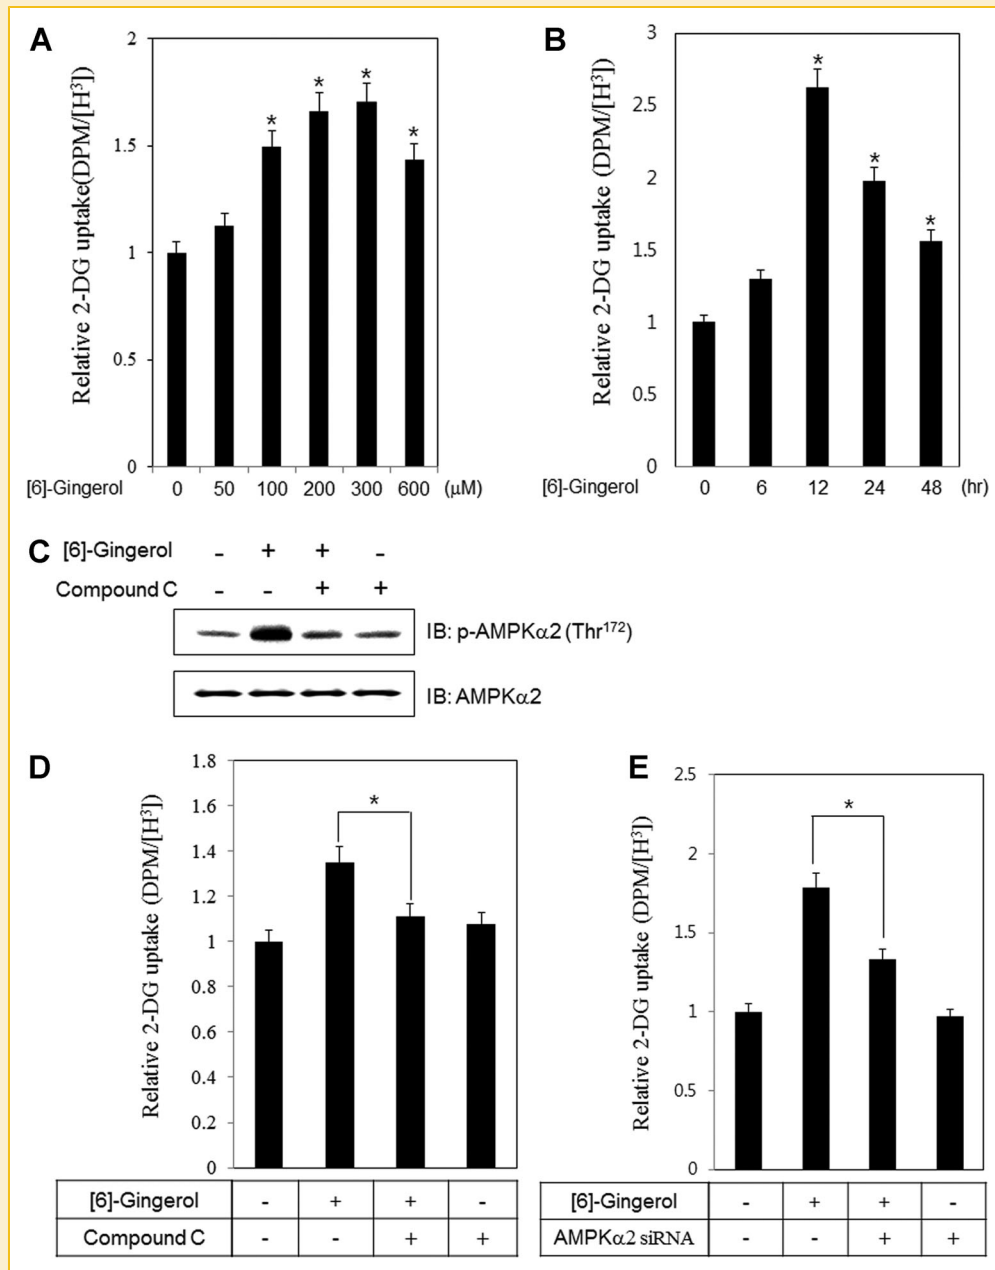 A
Relative 2-DG uptake(DPM/[H³])
2
1.5
1
0.5
0
[6]-Gingerol 0 50 100 200 300 600 (μM)
* * * *
B
Relative 2-DG uptake (DPM/[H³])
3
2.5
2
1.5
1
0.5
0
[6]-Gingerol 0 6 12 24 48 (hr)
* * *
C
[6]-Gingerol - + + -
Compound C - - + +
IB: p-AMPKα2 (Thr¹⁷²)
IB: AMPKα2
D
Relative 2-DG uptake (DPM/[H³])
1.8
1.6
1.4
1.2
1
0.8
0.6
0.4
0.2
0
*
[6]-Gingerol - + + -
Compound C - - + +
E
Relative 2-DG uptake (DPM/[H³])
2.5
2
1.5
1
0.5
0
*
[6]-Gingerol - + + -
AMPKα2 siRNA - - + +